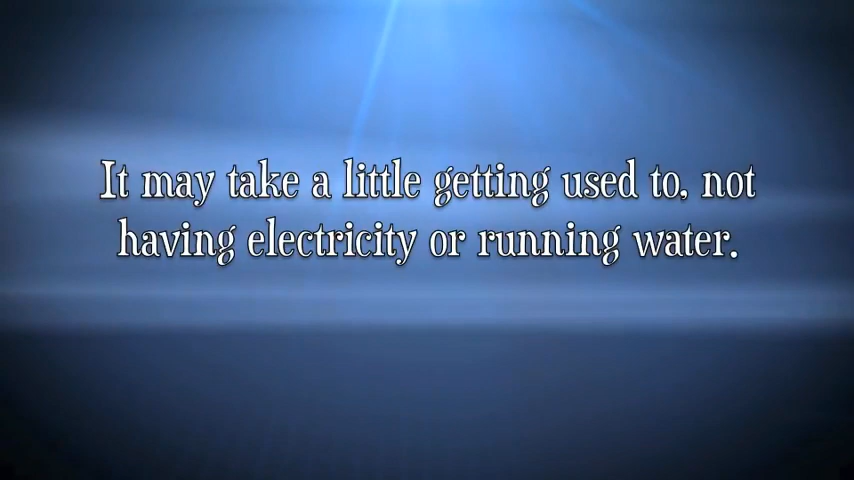 It may take a little getting used to, not
having electricity or running water.